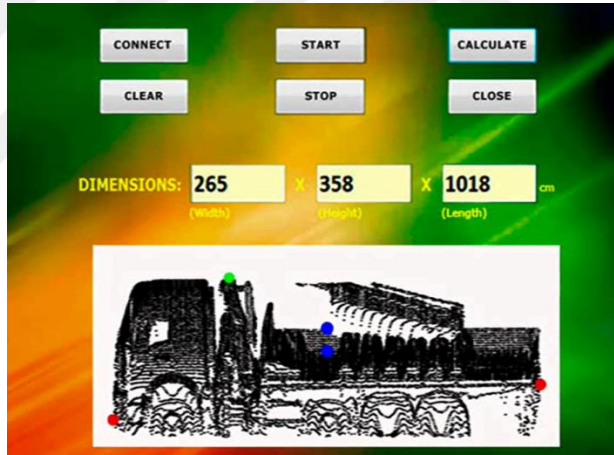 CONNECT START CALCULATE
CLEAR STOP CLOSE
DIMENSIONS: 265 X 358 X 1018 cm
(Width) (Height) (Length)